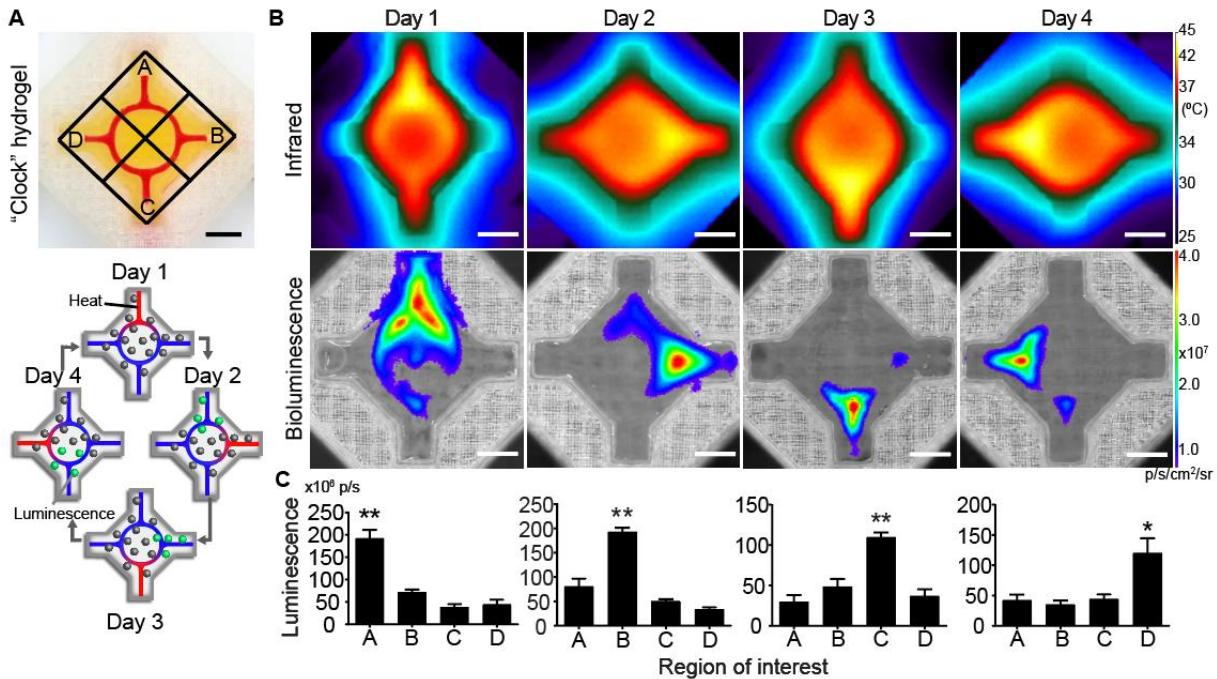 A
"Clock" hydrogel
A
D
B
C
Day 1
Heat
Day 4
Day 2
Luminescence
Day 3
B
Day 1
Day 2
Day 3
Day 4
Infrared
45
42
37
(ºC)
34
30
25
Bioluminescence
4.0
3.0
x10⁷
2.0
1.0
p/s/cm²/sr
C
Luminescence
x10⁶ p/s
250
200
150
100
50
0
**
A B C D
250
200
150
100
50
0
**
A B C D
150
100
50
0
**
A B C D
200
150
100
50
0
*
A B C D
Region of interest